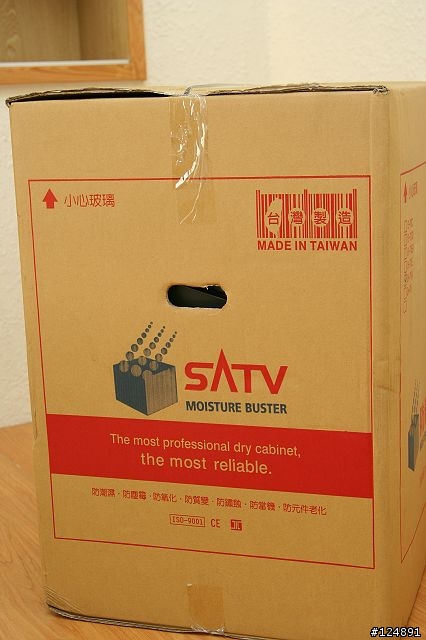 小心玻璃
台灣製造
MADE IN TAIWAN
SATV
MOISTURE BUSTER
The most professional dry cabinet,
the most reliable.
防潮濕・防塵霉・防氧化・防質變・防鏽蝕・防當機・防元件老化
ISO-9001 CE
#124891